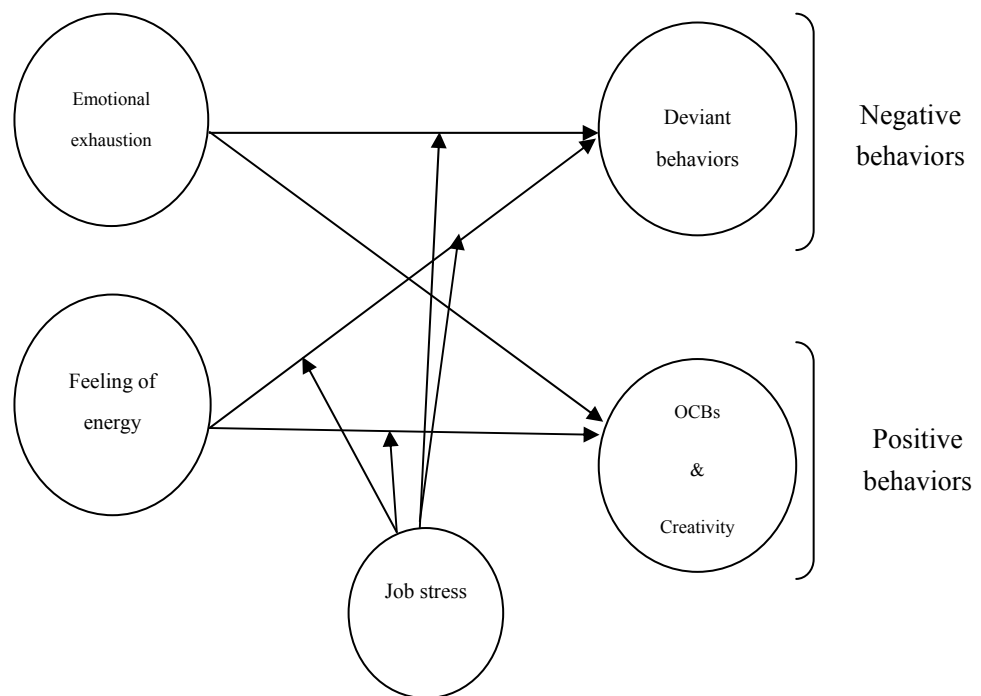 Emotional
exhaustion
Deviant
behaviors
Negative
behaviors
Feeling of
energy
OCBs
&
Creativity
Positive
behaviors
Job stress